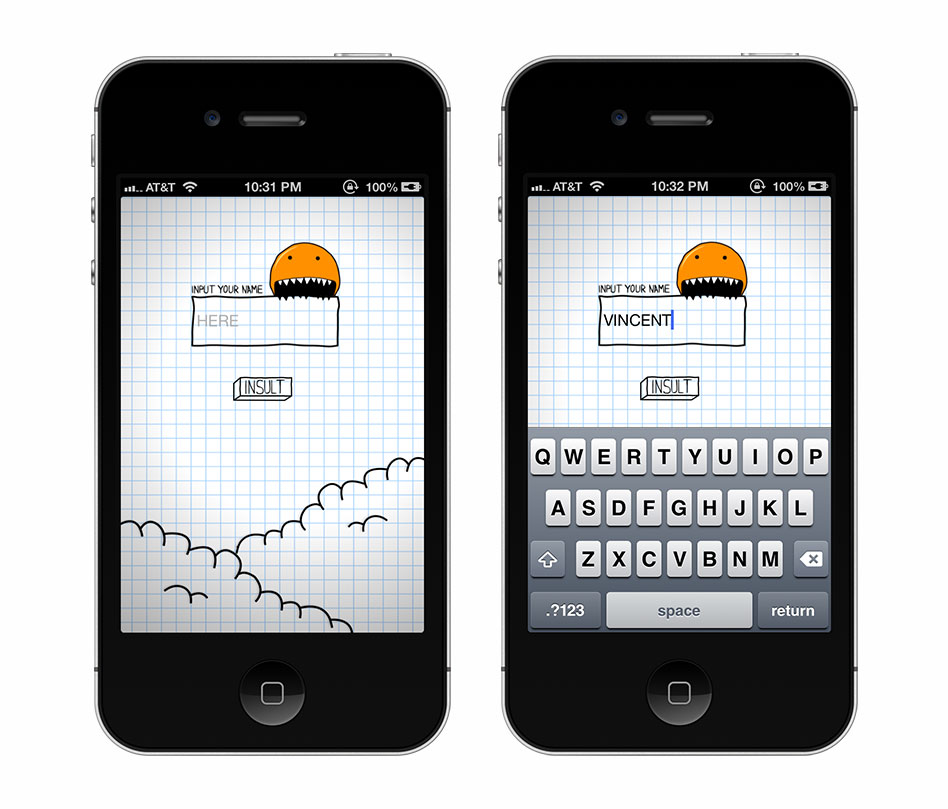 AT&T 10:31 PM 100%
INPUT YOUR NAME
HERE
INSULT
AT&T 10:32 PM 100%
INPUT YOUR NAME
VINCENT
INSULT
Q W E R T Y U I O P
A S D F G H J K L
Z X C V B N M
.?123 space return